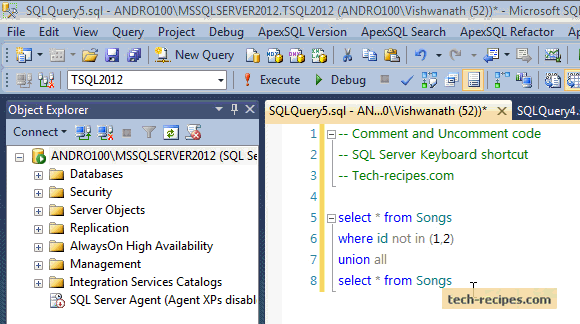 SQLQuery5.sql - ANDRO100\MSSQLSERVER2012.TSQL2012 (ANDRO100\Vishwanath (52))* - Microsoft SQL
File Edit View Query Project ApexSQL Version ApexSQL Search ApexSQL Refactor Ap
New Query
TSQL2012 Execute Debug
Object Explorer
SQLQuery5.sql - AN...0\Vishwanath (52))* SQLQuery4.
Connect
ANDRO100\MSSQLSERVER2012 (SQL Se
Databases
Security
Server Objects
Replication
AlwaysOn High Availability
Management
Integration Services Catalogs
SQL Server Agent (Agent XPs disabl
1 -- Comment and Uncomment code
2 -- SQL Server Keyboard shortcut
3 -- Tech-recipes.com
4
5 select * from Songs
6 where id not in (1,2)
7 union all
8 select * from Songs
tech-recipes.com